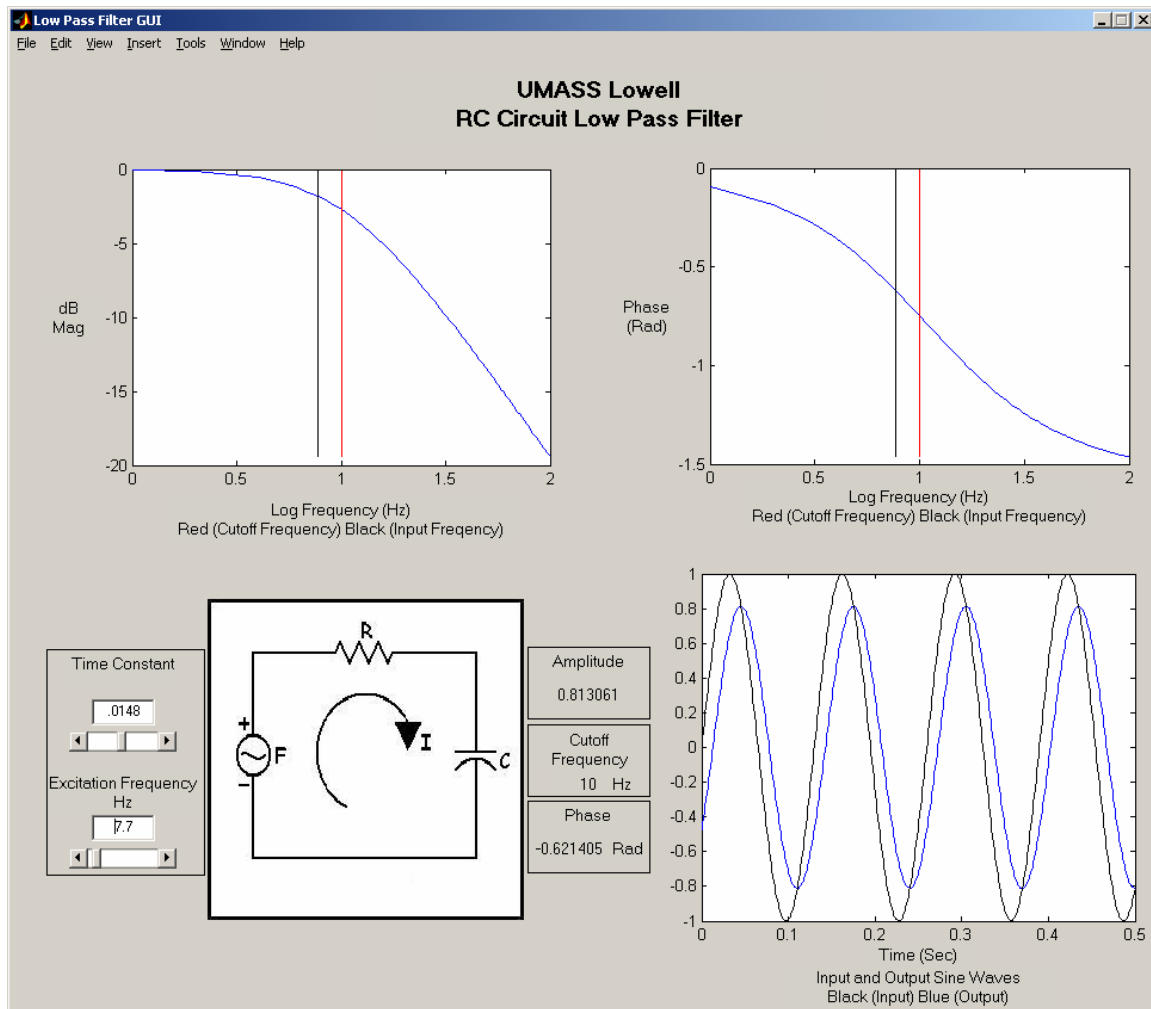 Low Pass Filter GUI
File Edit View Insert Tools Window Help
UMASS Lowell
RC Circuit Low Pass Filter
0
-5
-10
-15
-20
dB
Mag
0 0.5 1 1.5 2
Log Frequency (Hz)
Red (Cutoff Frequency) Black (Input Freqency)
0
-0.5
-1
-1.5
Phase
(Rad)
0 0.5 1 1.5 2
Log Frequency (Hz)
Red (Cutoff Frequency) Black (Input Frequency)
Time Constant
.0148
Excitation Frequency
Hz
7.7
R
+
F
-
I
C
Amplitude
0.813061
Cutoff
Frequency
10 Hz
Phase
-0.621405 Rad
1
0.8
0.6
0.4
0.2
0
-0.2
-0.4
-0.6
-0.8
-1
0 0.1 0.2 0.3 0.4 0.5
Time (Sec)
Input and Output Sine Waves
Black (Input) Blue (Output)